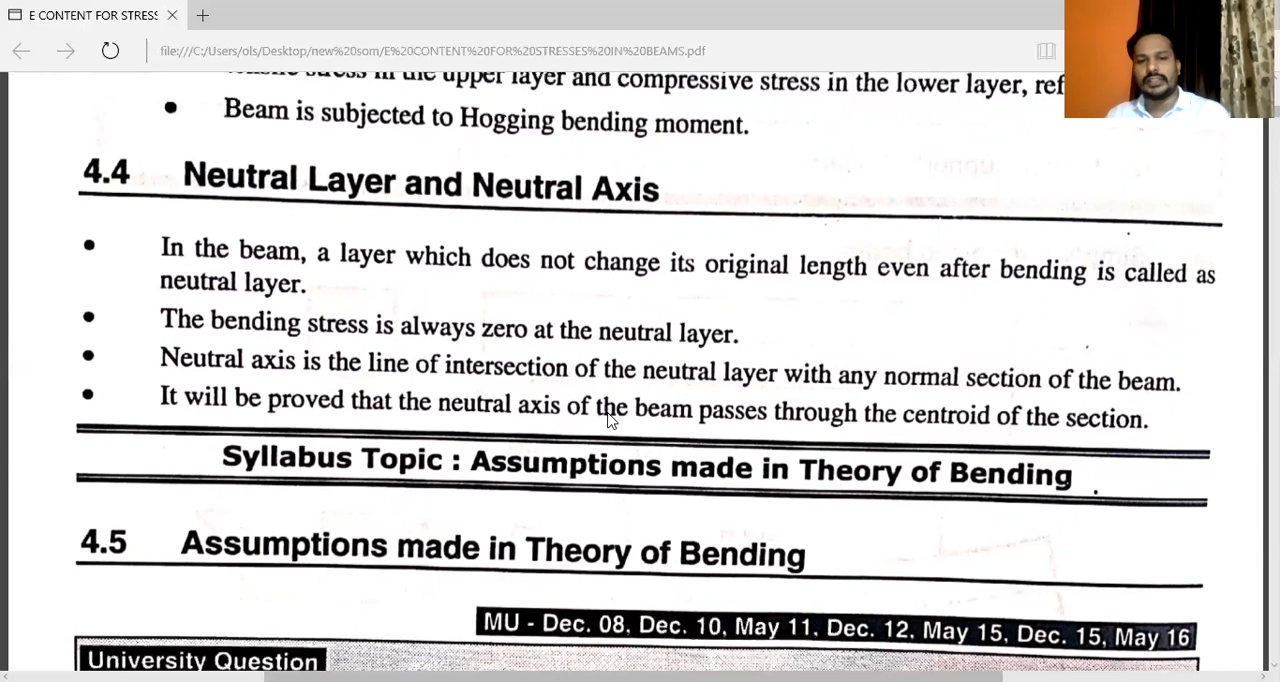 E CONTENT FOR STRESS
file:///C:/Users/ols/Desktop/new%20som/E%20CONTENT%20FOR%20STRESSES%20IN%20BEAMS.pdf
stress in the upper layer and compressive stress in the lower layer,
• Beam is subjected to Hogging bending moment.
4.4 Neutral Layer and Neutral Axis
• In the beam, a layer which does not change its original length even after bending is called as
neutral layer.
• The bending stress is always zero at the neutral layer.
• Neutral axis is the line of intersection of the neutral layer with any normal section of the beam.
• It will be proved that the neutral axis of the beam passes through the centroid of the section.
Syllabus Topic : Assumptions made in Theory of Bending
4.5 Assumptions made in Theory of Bending
MU - Dec. 08, Dec. 10, May 11, Dec. 12, May 15, Dec. 15, May 16
University Question